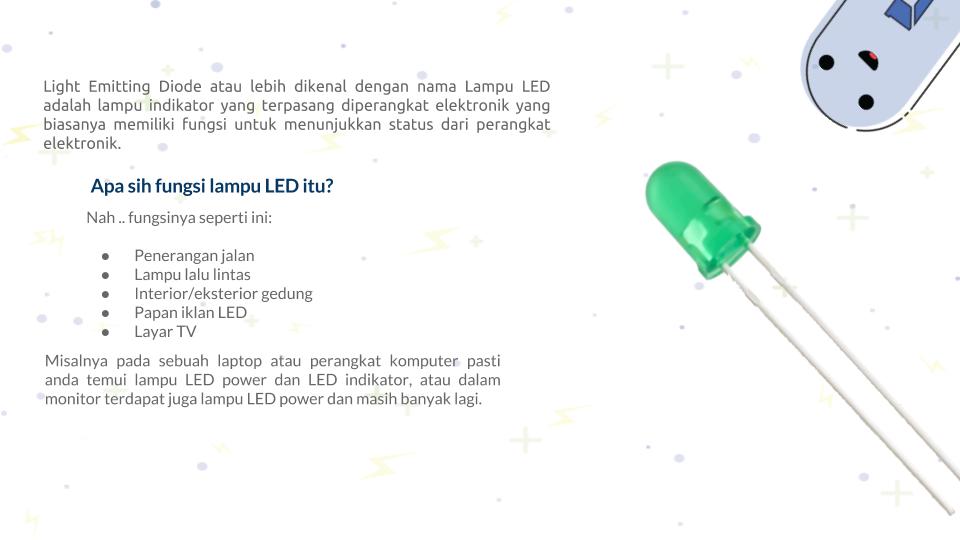 Light Emitting Diode atau lebih dikenal dengan nama Lampu LED
adalah lampu indikator yang terpasang diperangkat elektronik yang
biasanya memiliki fungsi untuk menunjukkan status dari perangkat
elektronik.
Apa sih fungsi lampu LED itu?
Nah .. fungsinya seperti ini:
● Penerangan jalan
● Lampu lalu lintas
● Interior/eksterior gedung
● Papan iklan LED
● Layar TV
Misalnya pada sebuah laptop atau perangkat komputer pasti
anda temui lampu LED power dan LED indikator, atau dalam
monitor terdapat juga lampu LED power dan masih banyak lagi.